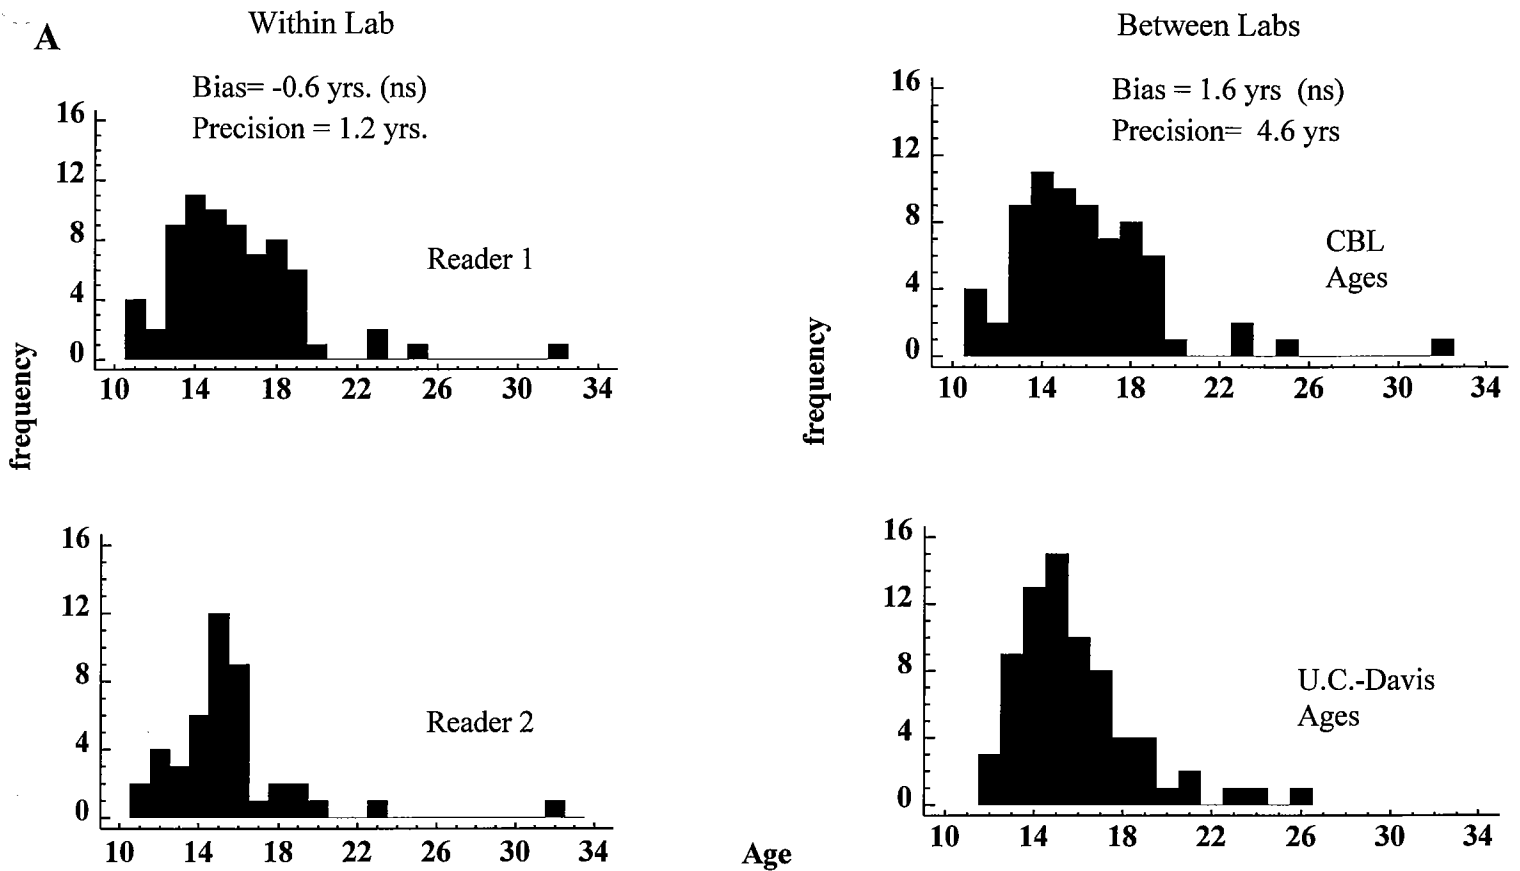 A
Within Lab
Bias= -0.6 yrs. (ns)
Precision = 1.2 yrs.
16
12
8
4
0
Reader 1
10 14 18 22 26 30 34
frequency
16
12
8
4
0
Reader 2
10 14 18 22 26 30 34
Between Labs
Bias = 1.6 yrs (ns)
Precision= 4.6 yrs
16
12
8
4
0
CBL
Ages
10 14 18 22 26 30 34
frequency
16
12
8
4
0
U.C.-Davis
Ages
10 14 18 22 26 30 34
Age